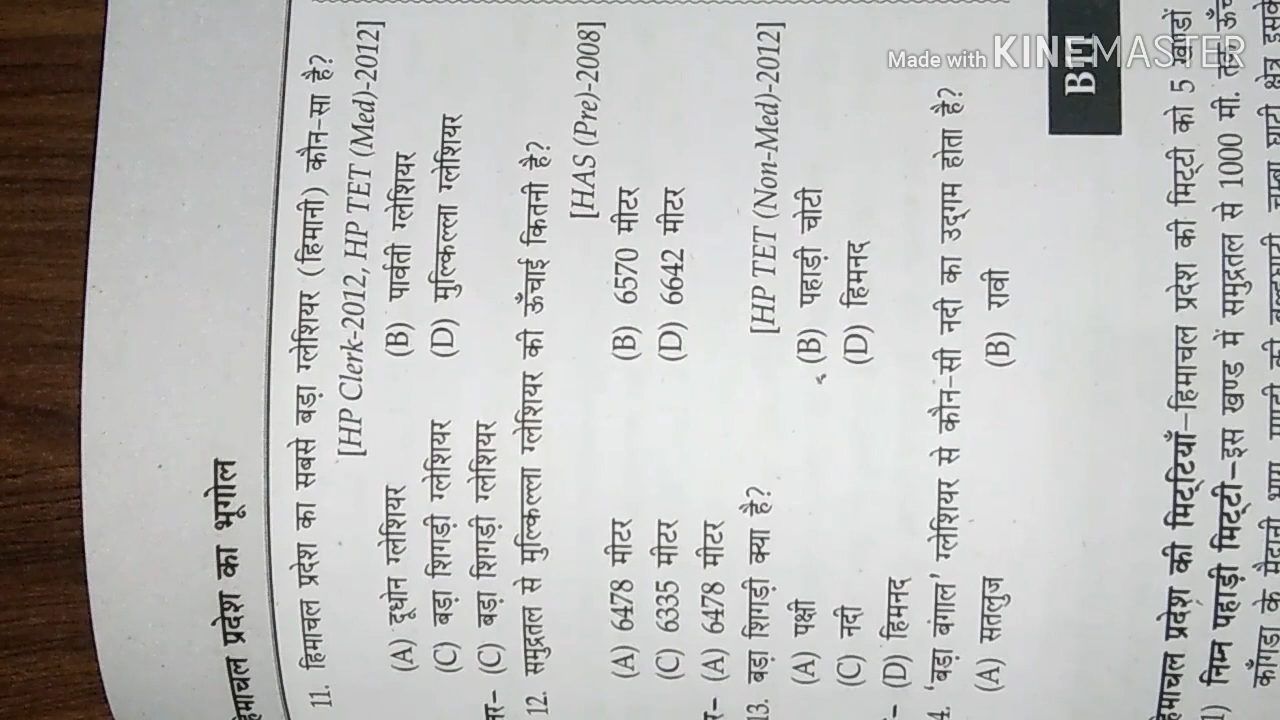 हिमाचल प्रदेश का भूगोल
11. हिमाचल प्रदेश का सबसे बड़ा ग्लेशियर (हिमानी) कौन-सा है?
[HP Clerk-2012, HP TET (Med)-2012]
(A) दूधोन ग्लेशियर (B) पार्वती ग्लेशियर
(C) बड़ा शिगड़ी ग्लेशियर (D) मुल्किल्ला ग्लेशियर
(C) बड़ा शिगड़ी ग्लेशियर
12. समुद्रतल से मुल्किल्ला ग्लेशियर की ऊँचाई कितनी है?
[HAS (Pre)-2008]
(A) 6478 मीटर (B) 6570 मीटर
(C) 6335 मीटर (D) 6642 मीटर
(A) 6478 मीटर
13. बड़ा शिगड़ी क्या है?
[HP TET (Non-Med)-2012]
(A) पक्षी (B) पहाड़ी चोटी
(C) नदी (D) हिमनद
(D) हिमनद
4. 'बड़ा बंगाल' ग्लेशियर से कौन-सी नदी का उद्गम होता है?
(A) सतलुज (B) रावी
हिमाचल प्रदेश की मिट्टियाँ-हिमाचल प्रदेश की मिट्टी को 5 खण्डों
निम्न पहाड़ी मिट्टी-इस खण्ड में समुद्रतल से 1000 मी. तक
काँगड़ा के मैदानी भाग
Made with KINEMASTER